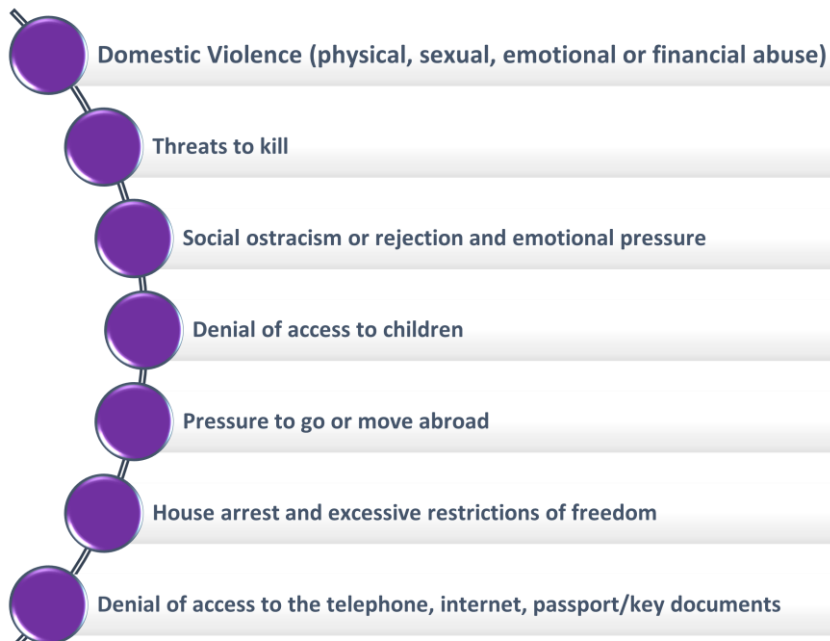 Domestic Violence (physical, sexual, emotional or financial abuse)
Threats to kill
Social ostracism or rejection and emotional pressure
Denial of access to children
Pressure to go or move abroad
House arrest and excessive restrictions of freedom
Denial of access to the telephone, internet, passport/key documents